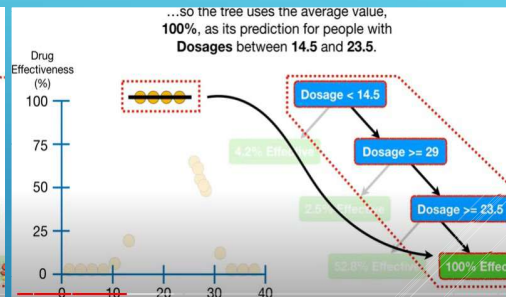 …so the tree uses the average value,
100%, as its prediction for people with
Dosages between 14.5 and 23.5.
Drug
Effectiveness
(%)
100
75
50
25
0
0 10 20 30 40
Dosage < 14.5
4.2% Effective
Dosage >= 29
2.5% Effective
Dosage >= 23.5
52.8% Effective
100% Effec